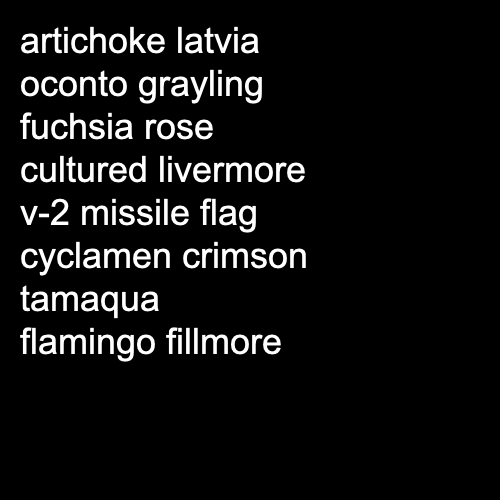 artichoke latvia
oconto grayling
fuchsia rose
cultured livermore
v-2 missile flag
cyclamen crimson
tamaqua
flamingo fillmore